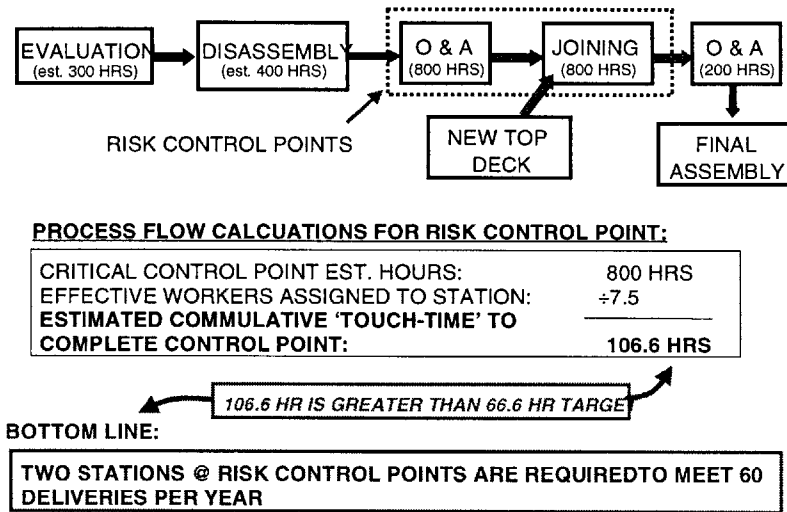 EVALUATION
(est. 300 HRS)
DISASSEMBLY
(est. 400 HRS)
O & A
(800 HRS)
JOINING
(800 HRS)
O & A
(200 HRS)
RISK CONTROL POINTS
NEW TOP
DECK
FINAL
ASSEMBLY
PROCESS FLOW CALCUATIONS FOR RISK CONTROL POINT:
CRITICAL CONTROL POINT EST. HOURS: 800 HRS
EFFECTIVE WORKERS ASSIGNED TO STATION: ÷7.5
ESTIMATED COMMULATIVE 'TOUCH-TIME' TO
COMPLETE CONTROL POINT: 106.6 HRS
106.6 HR IS GREATER THAN 66.6 HR TARGE
BOTTOM LINE:
TWO STATIONS @ RISK CONTROL POINTS ARE REQUIREDTO MEET 60
DELIVERIES PER YEAR